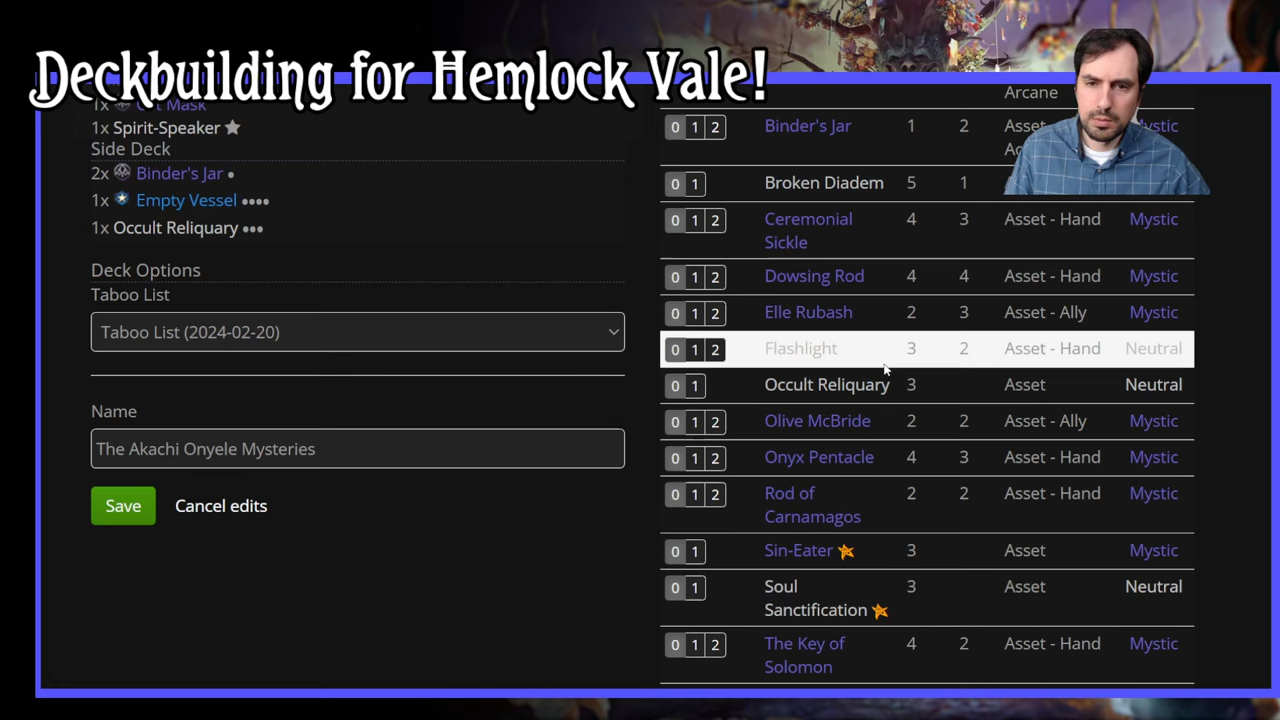 Deckbuilding for Hemlock Vale!
1x Mask
1x Spirit-Speaker
Side Deck
2x Binder's Jar
1x Empty Vessel
1x Occult Reliquary
Deck Options
Taboo List
Taboo List (2024-02-20)
Name
The Akachi Onyele Mysteries
Save Cancel edits
Arcane
0 1 2 Binder's Jar 1 2 Asset
0 1 Broken Diadem 5 1
0 1 2 Ceremonial Sickle 4 3 Asset - Hand Mystic
0 1 2 Dowsing Rod 4 4 Asset - Hand Mystic
0 1 2 Elle Rubash 2 3 Asset - Ally Mystic
0 1 2 Flashlight 3 2 Asset - Hand Neutral
0 1 Occult Reliquary 3 Asset Neutral
0 1 2 Olive McBride 2 2 Asset - Ally Mystic
0 1 2 Onyx Pentacle 4 3 Asset - Hand Mystic
0 1 2 Rod of Carnamagos 2 2 Asset - Hand Mystic
0 1 Sin-Eater 3 Asset Mystic
0 1 Soul Sanctification 3 Asset Neutral
0 1 2 The Key of Solomon 4 2 Asset - Hand Mystic